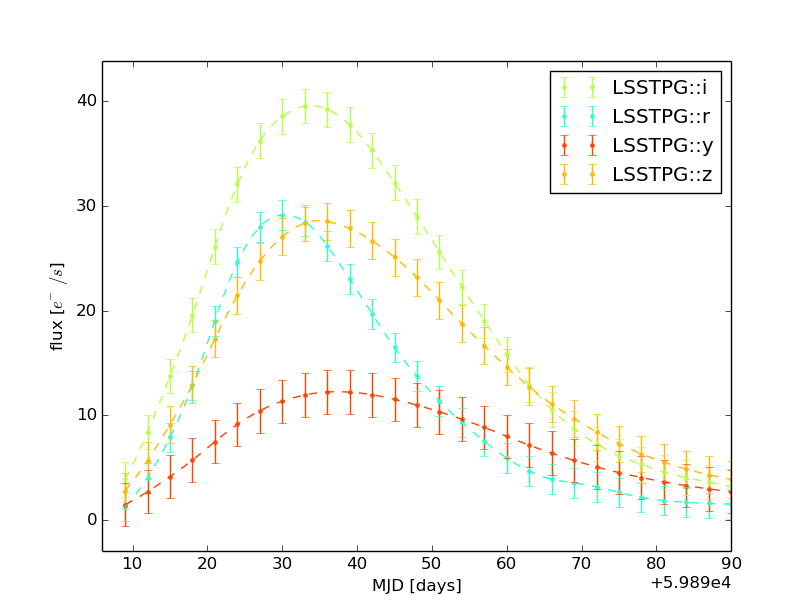 40
30
20
10
0
flux [e⁻ /s]
LSSTPG::i
LSSTPG::r
LSSTPG::y
LSSTPG::z
10 20 30 40 50 60 70 80 90
MJD [days]
+5.989e4